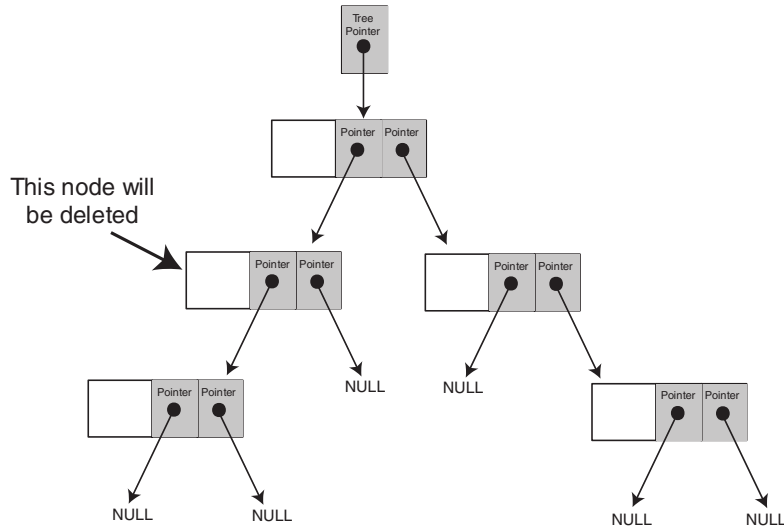 Tree
Pointer
Pointer Pointer
This node will
be deleted
Pointer Pointer
Pointer Pointer
NULL
NULL
Pointer Pointer
Pointer Pointer
NULL
NULL
NULL
NULL